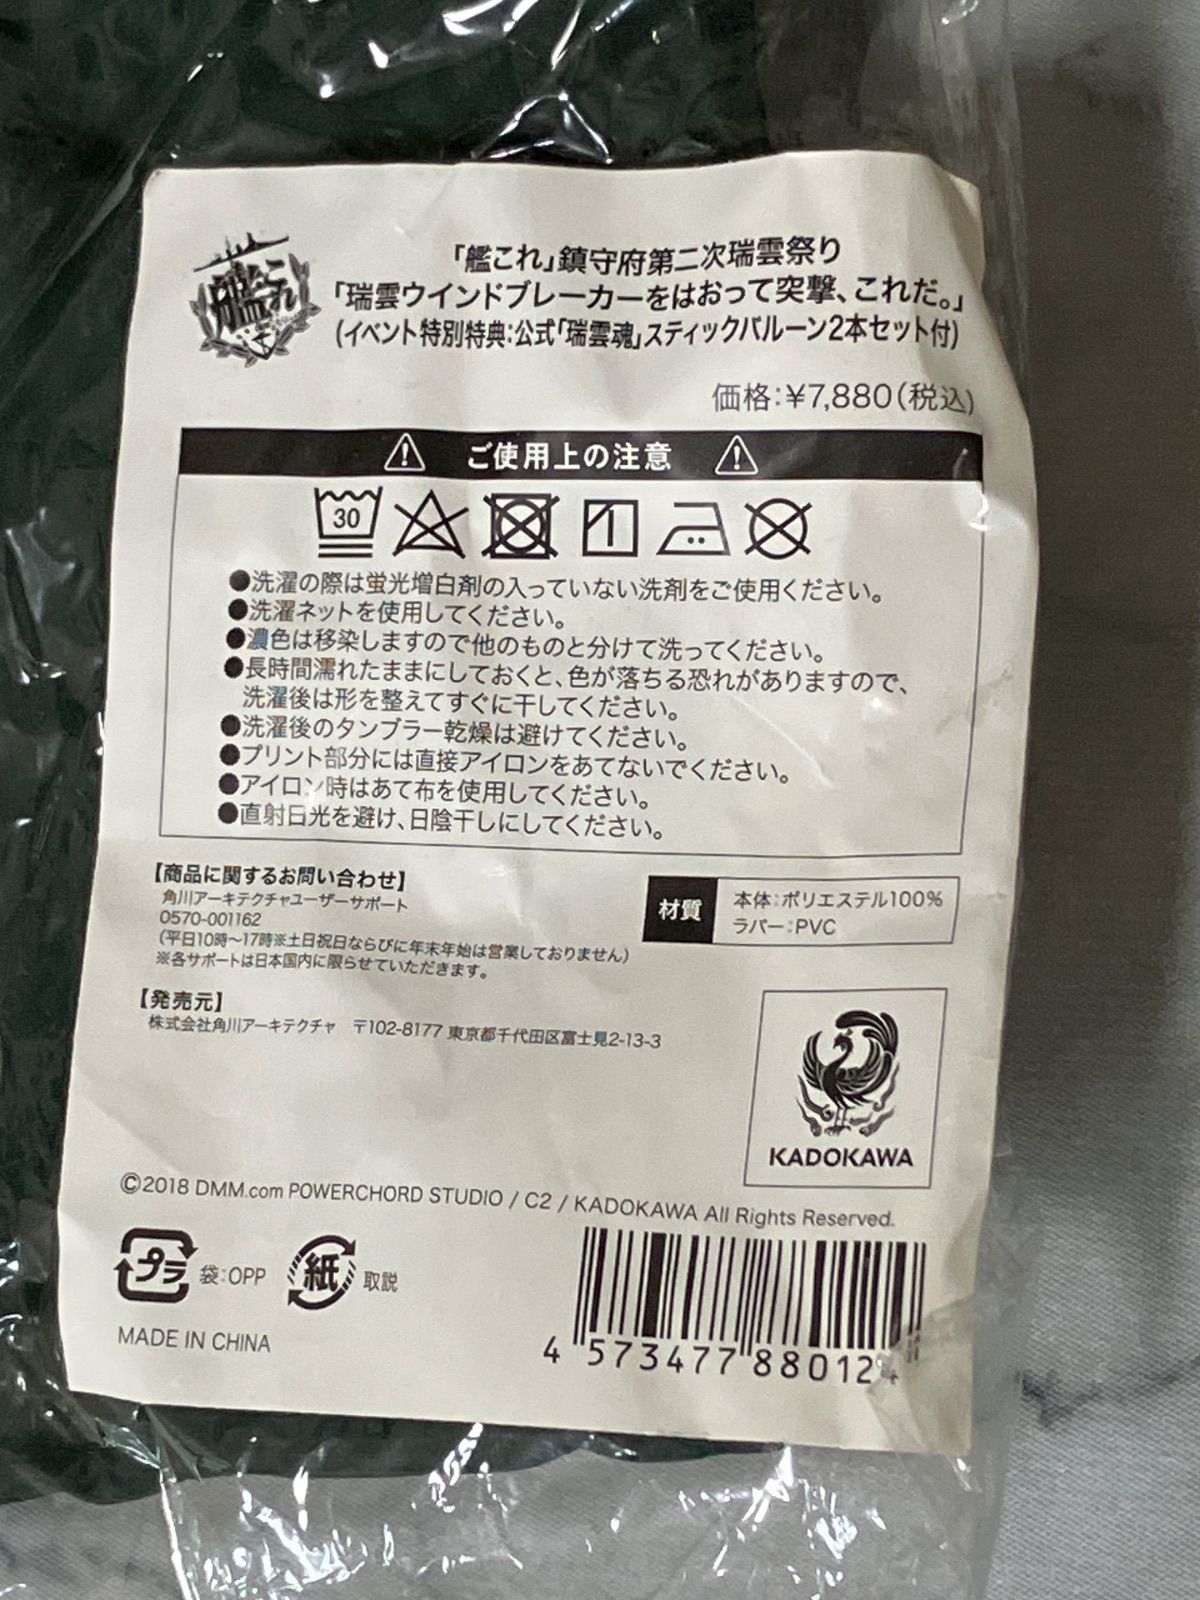 艦これ
「艦これ」鎮守府第二次瑞雲祭り
「瑞雲ウインドブレーカーをはおって突撃、これだ。」
(イベント特別特典:公式「瑞雲魂」スティックバルーン2本セット付)
価格:¥7,880(税込)
ご使用上の注意
30
●洗濯の際は蛍光増白剤の入っていない洗剤をご使用ください。
●洗濯ネットを使用してください。
●濃色は移染しますので他のものと分けて洗ってください。
●長時間濡れたままにしておくと、色が落ちる恐れがありますので、
洗濯後は形を整えてすぐに干してください。
●洗濯後のタンブラー乾燥は避けてください。
●プリント部分には直接アイロンをあてないでください。
●アイロン時はあて布を使用してください。
●直射日光を避け、日陰干しにしてください。
【商品に関するお問い合わせ】
角川アーキテクチャユーザーサポート
0570-001162
(平日10時~17時※土日祝日ならびに年末年始は営業しておりません)
※各サポートは日本国内に限らせていただきます。
材質
本体:ポリエステル100%
ラバー:PVC
【発売元】
株式会社角川アーキテクチャ 〒102-8177 東京都千代田区富士見2-13-3
KADOKAWA
©2018 DMM.com POWERCHORD STUDIO / C2 / KADOKAWA All Rights Reserved.
プラ 袋:OPP 紙 取説
MADE IN CHINA
4 573477 880124